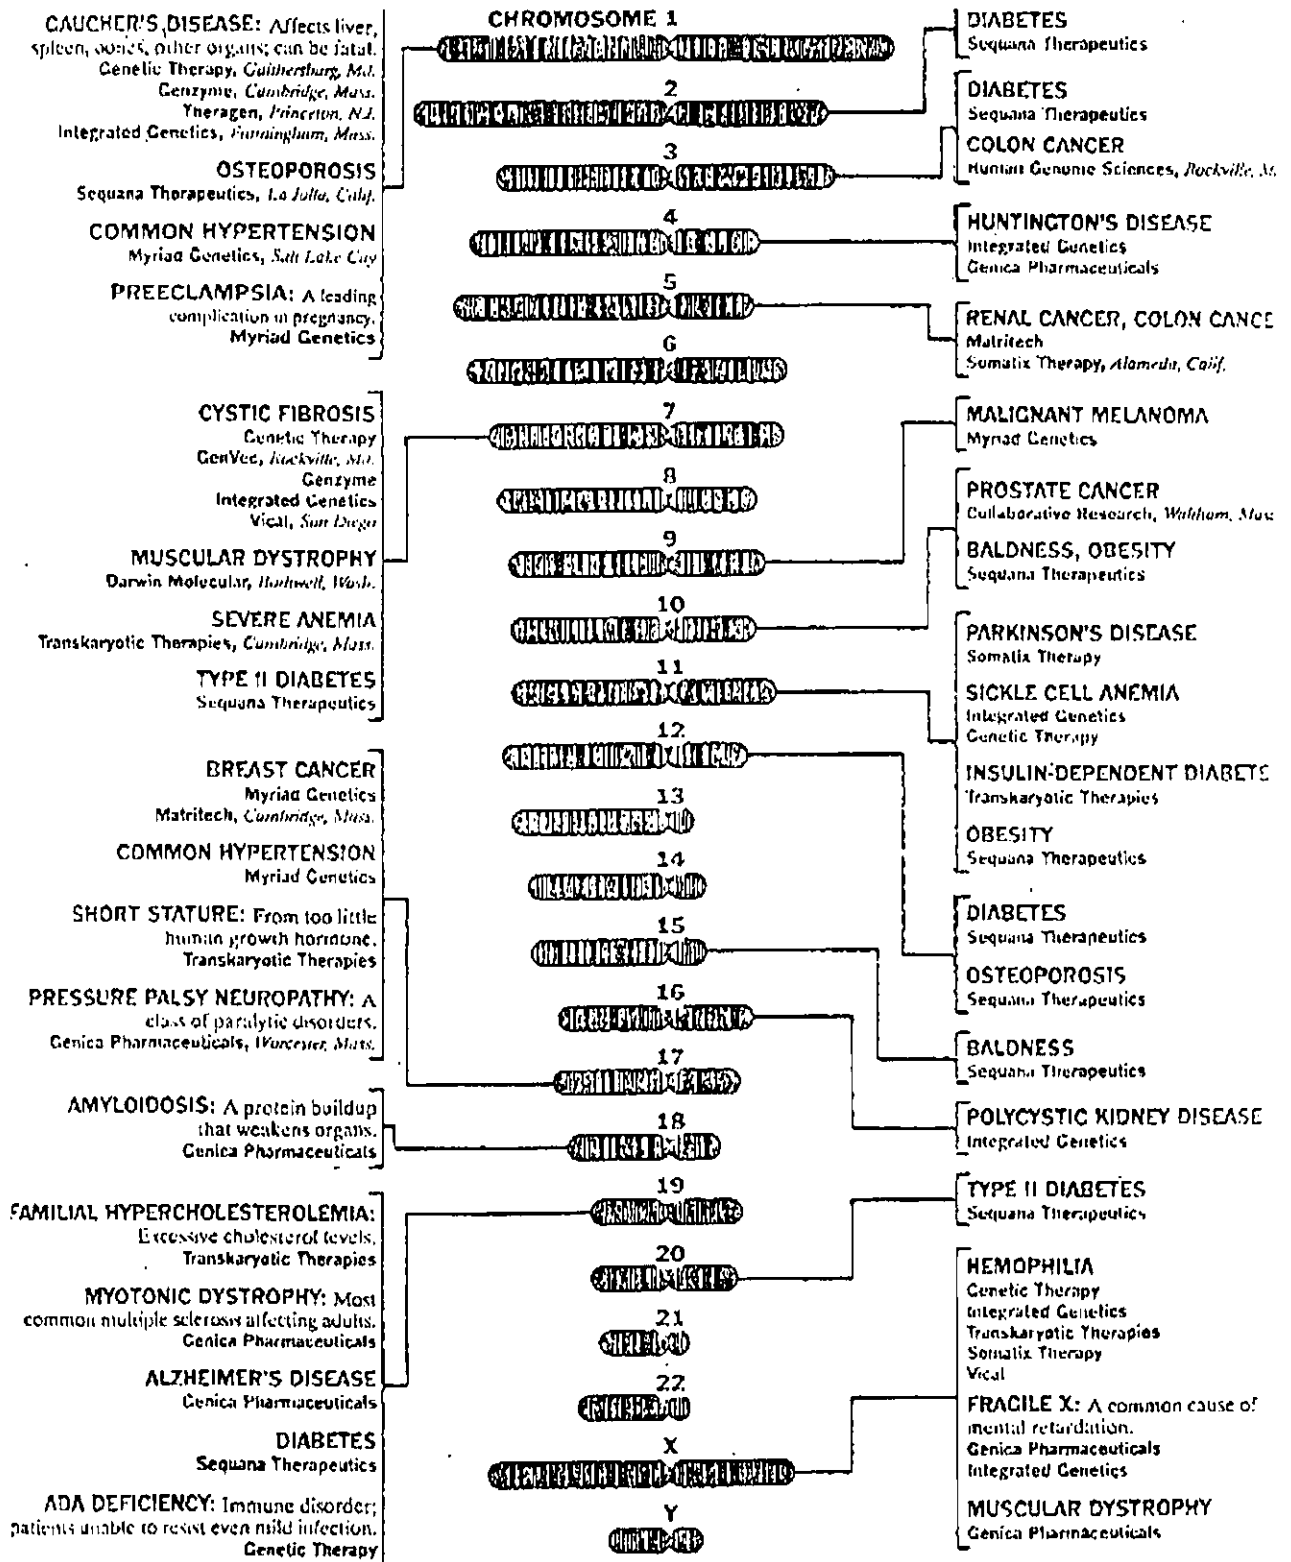 GAUCHER'S DISEASE: Affects liver,
spleen, bones, other organs; can be fatal.
Genetic Therapy, Gaithersburg, Md.
Genzyme, Cambridge, Mass.
Theragen, Princeton, N.J.
Integrated Genetics, Framingham, Mass.
OSTEOPOROSIS
Sequana Therapeutics, La Jolla, Calif.
COMMON HYPERTENSION
Myriad Genetics, Salt Lake City
PREECLAMPSIA: A leading
complication in pregnancy.
Myriad Genetics
CYSTIC FIBROSIS
Genetic Therapy
GenVec, Rockville, Md.
Genzyme
Integrated Genetics
Vical, San Diego
MUSCULAR DYSTROPHY
Darwin Molecular, Bothwell, Wash.
SEVERE ANEMIA
Transkaryotic Therapies, Cambridge, Mass.
TYPE II DIABETES
Sequana Therapeutics
BREAST CANCER
Myriad Genetics
Matritech, Cambridge, Mass.
COMMON HYPERTENSION
Myriad Genetics
SHORT STATURE: From too little
human growth hormone.
Transkaryotic Therapies
PRESSURE PALSY NEUROPATHY: A
class of paralytic disorders.
Genica Pharmaceuticals, Worcester, Mass.
AMYLOIDOSIS: A protein buildup
that weakens organs.
Genica Pharmaceuticals
FAMILIAL HYPERCHOLESTEROLEMIA:
Excessive cholesterol levels.
Transkaryotic Therapies
MYOTONIC DYSTROPHY: Most
common multiple sclerosis affecting adults.
Genica Pharmaceuticals
ALZHEIMER'S DISEASE
Genica Pharmaceuticals
DIABETES
Sequana Therapeutics
ADA DEFICIENCY: Immune disorder;
patients unable to resist even mild infection.
Genetic Therapy
CHROMOSOME 1
2
3
4
5
6
7
8
9
10
11
12
13
14
15
16
17
18
19
20
21
22
X
Y
DIABETES
Sequana Therapeutics
DIABETES
Sequana Therapeutics
COLON CANCER
Human Genome Sciences, Rockville, M
HUNTINGTON'S DISEASE
Integrated Genetics
Genica Pharmaceuticals
RENAL CANCER, COLON CANCE
Matritech
Somatix Therapy, Alameda, Calif.
MALIGNANT MELANOMA
Myriad Genetics
PROSTATE CANCER
Collaborative Research, Waltham, Mass
BALDNESS, OBESITY
Sequana Therapeutics
PARKINSON'S DISEASE
Somatix Therapy
SICKLE CELL ANEMIA
Integrated Genetics
Genetic Therapy
INSULIN-DEPENDENT DIABETE
Transkaryotic Therapies
OBESITY
Sequana Therapeutics
DIABETES
Sequana Therapeutics
OSTEOPOROSIS
Sequana Therapeutics
BALDNESS
Sequana Therapeutics
POLYCYSTIC KIDNEY DISEASE
Integrated Genetics
TYPE II DIABETES
Sequana Therapeutics
HEMOPHILIA
Genetic Therapy
Integrated Genetics
Transkaryotic Therapies
Somatix Therapy
Vical
FRAGILE X: A common cause of
mental retardation.
Genica Pharmaceuticals
Integrated Genetics
MUSCULAR DYSTROPHY
Genica Pharmaceuticals